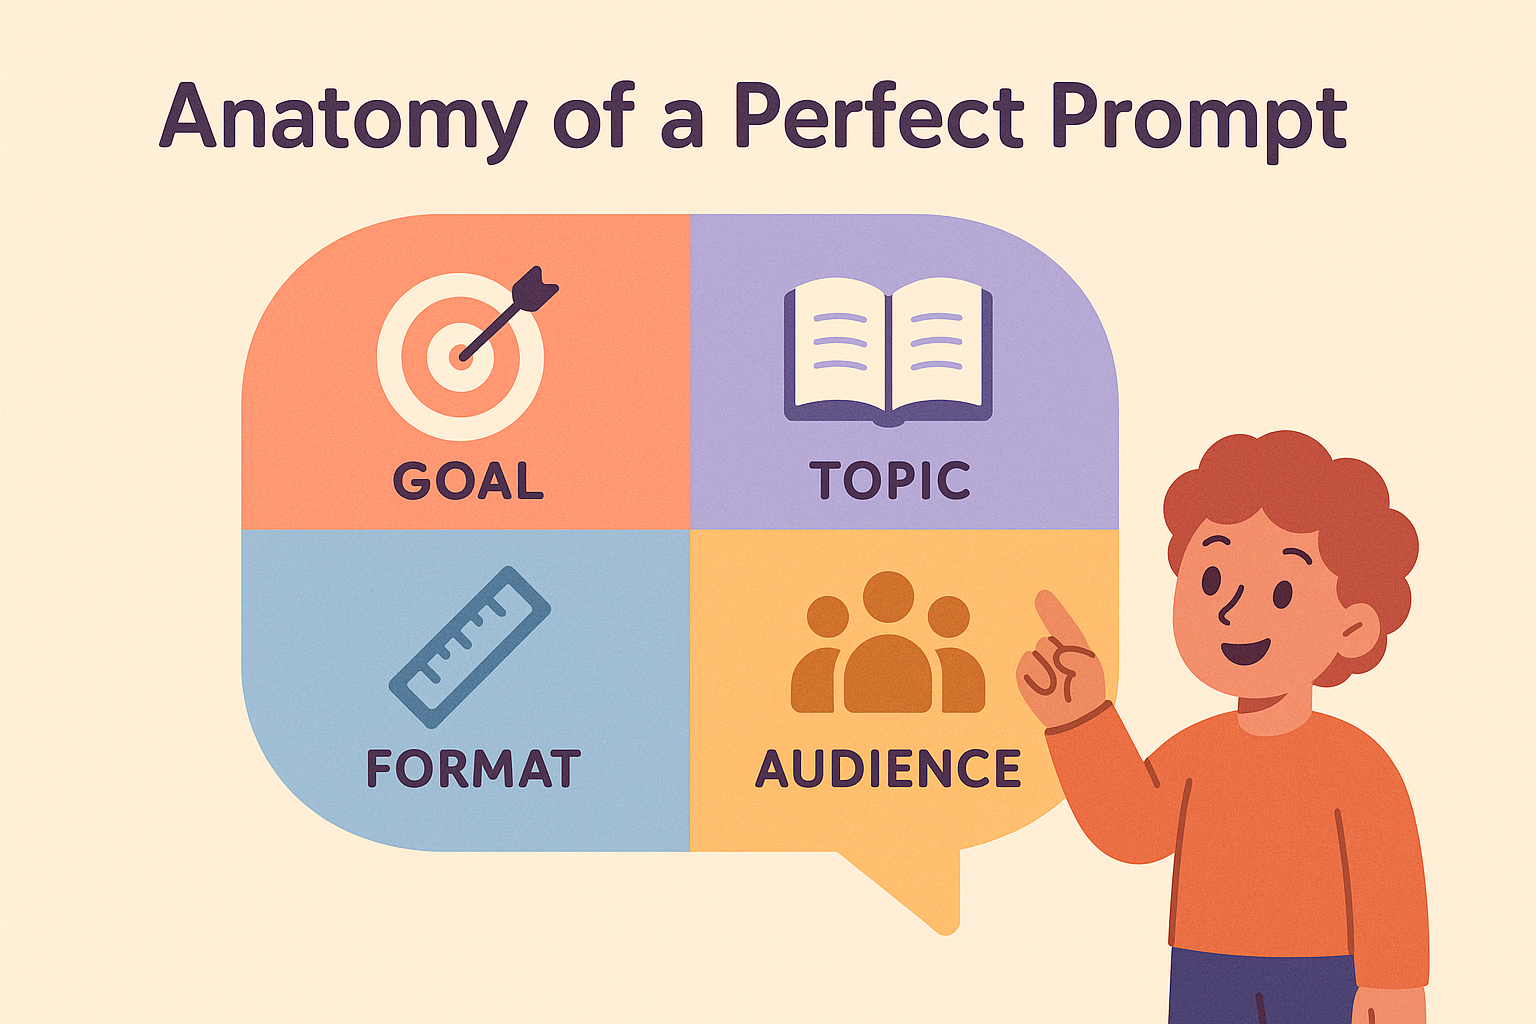 Anatomy of a Perfect Prompt
GOAL
TOPIC
FORMAT
AUDIENCE